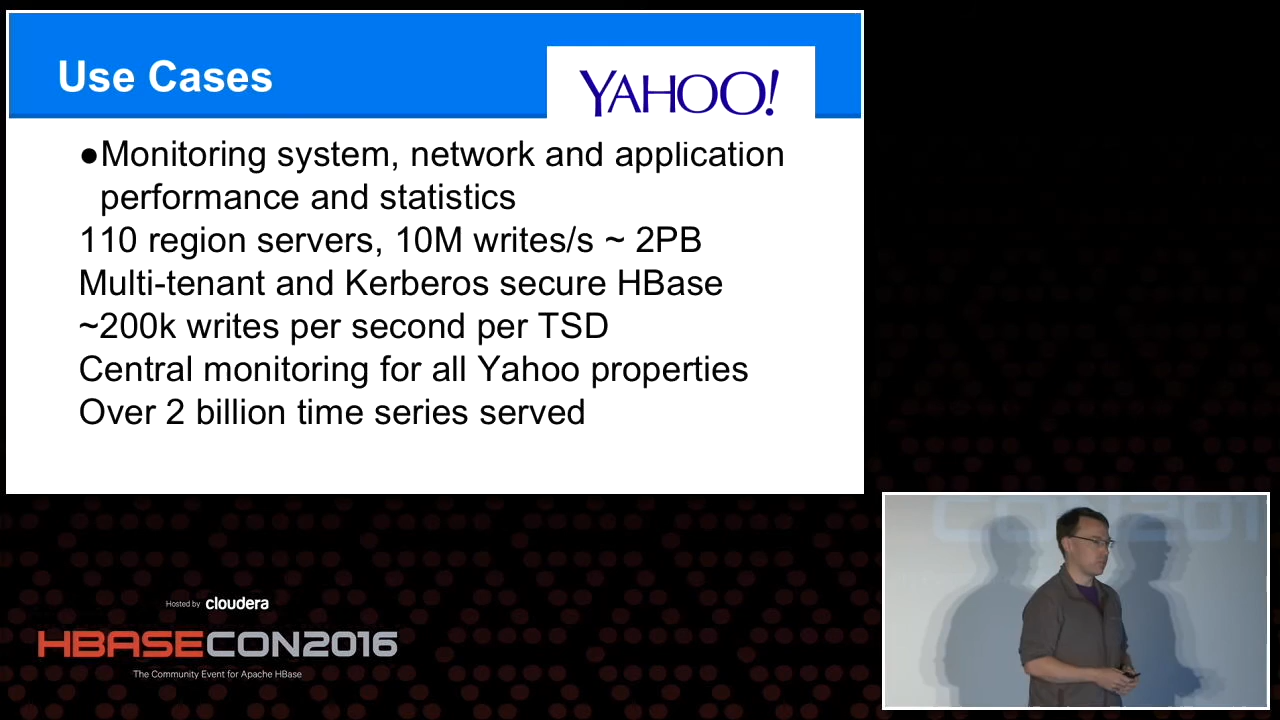 Use Cases
YAHOO!
●Monitoring system, network and application
performance and statistics
110 region servers, 10M writes/s ~ 2PB
Multi-tenant and Kerberos secure HBase
~200k writes per second per TSD
Central monitoring for all Yahoo properties
Over 2 billion time series served
CON201
Hosted by cloudera
HBASECON2016
The Community Event for Apache HBase